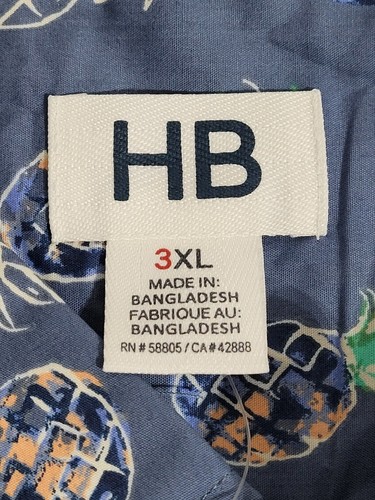 HB
3XL
MADE IN:
BANGLADESH
FABRIQUE AU:
BANGLADESH
RN # 58805 / CA # 42888